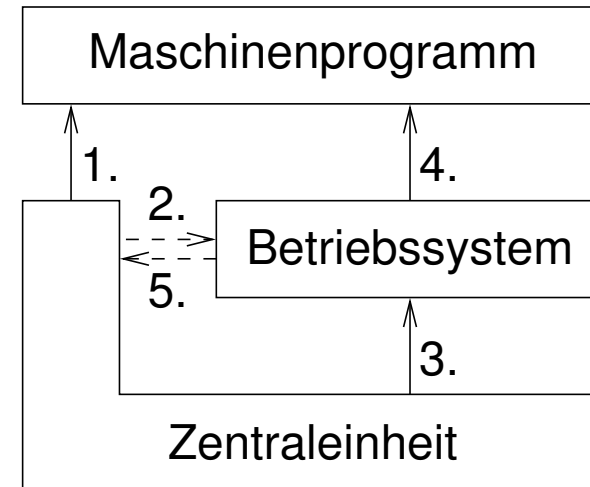 Maschinenprogramm
1.
4.
2.
Betriebssystem
5.
3.
Zentraleinheit